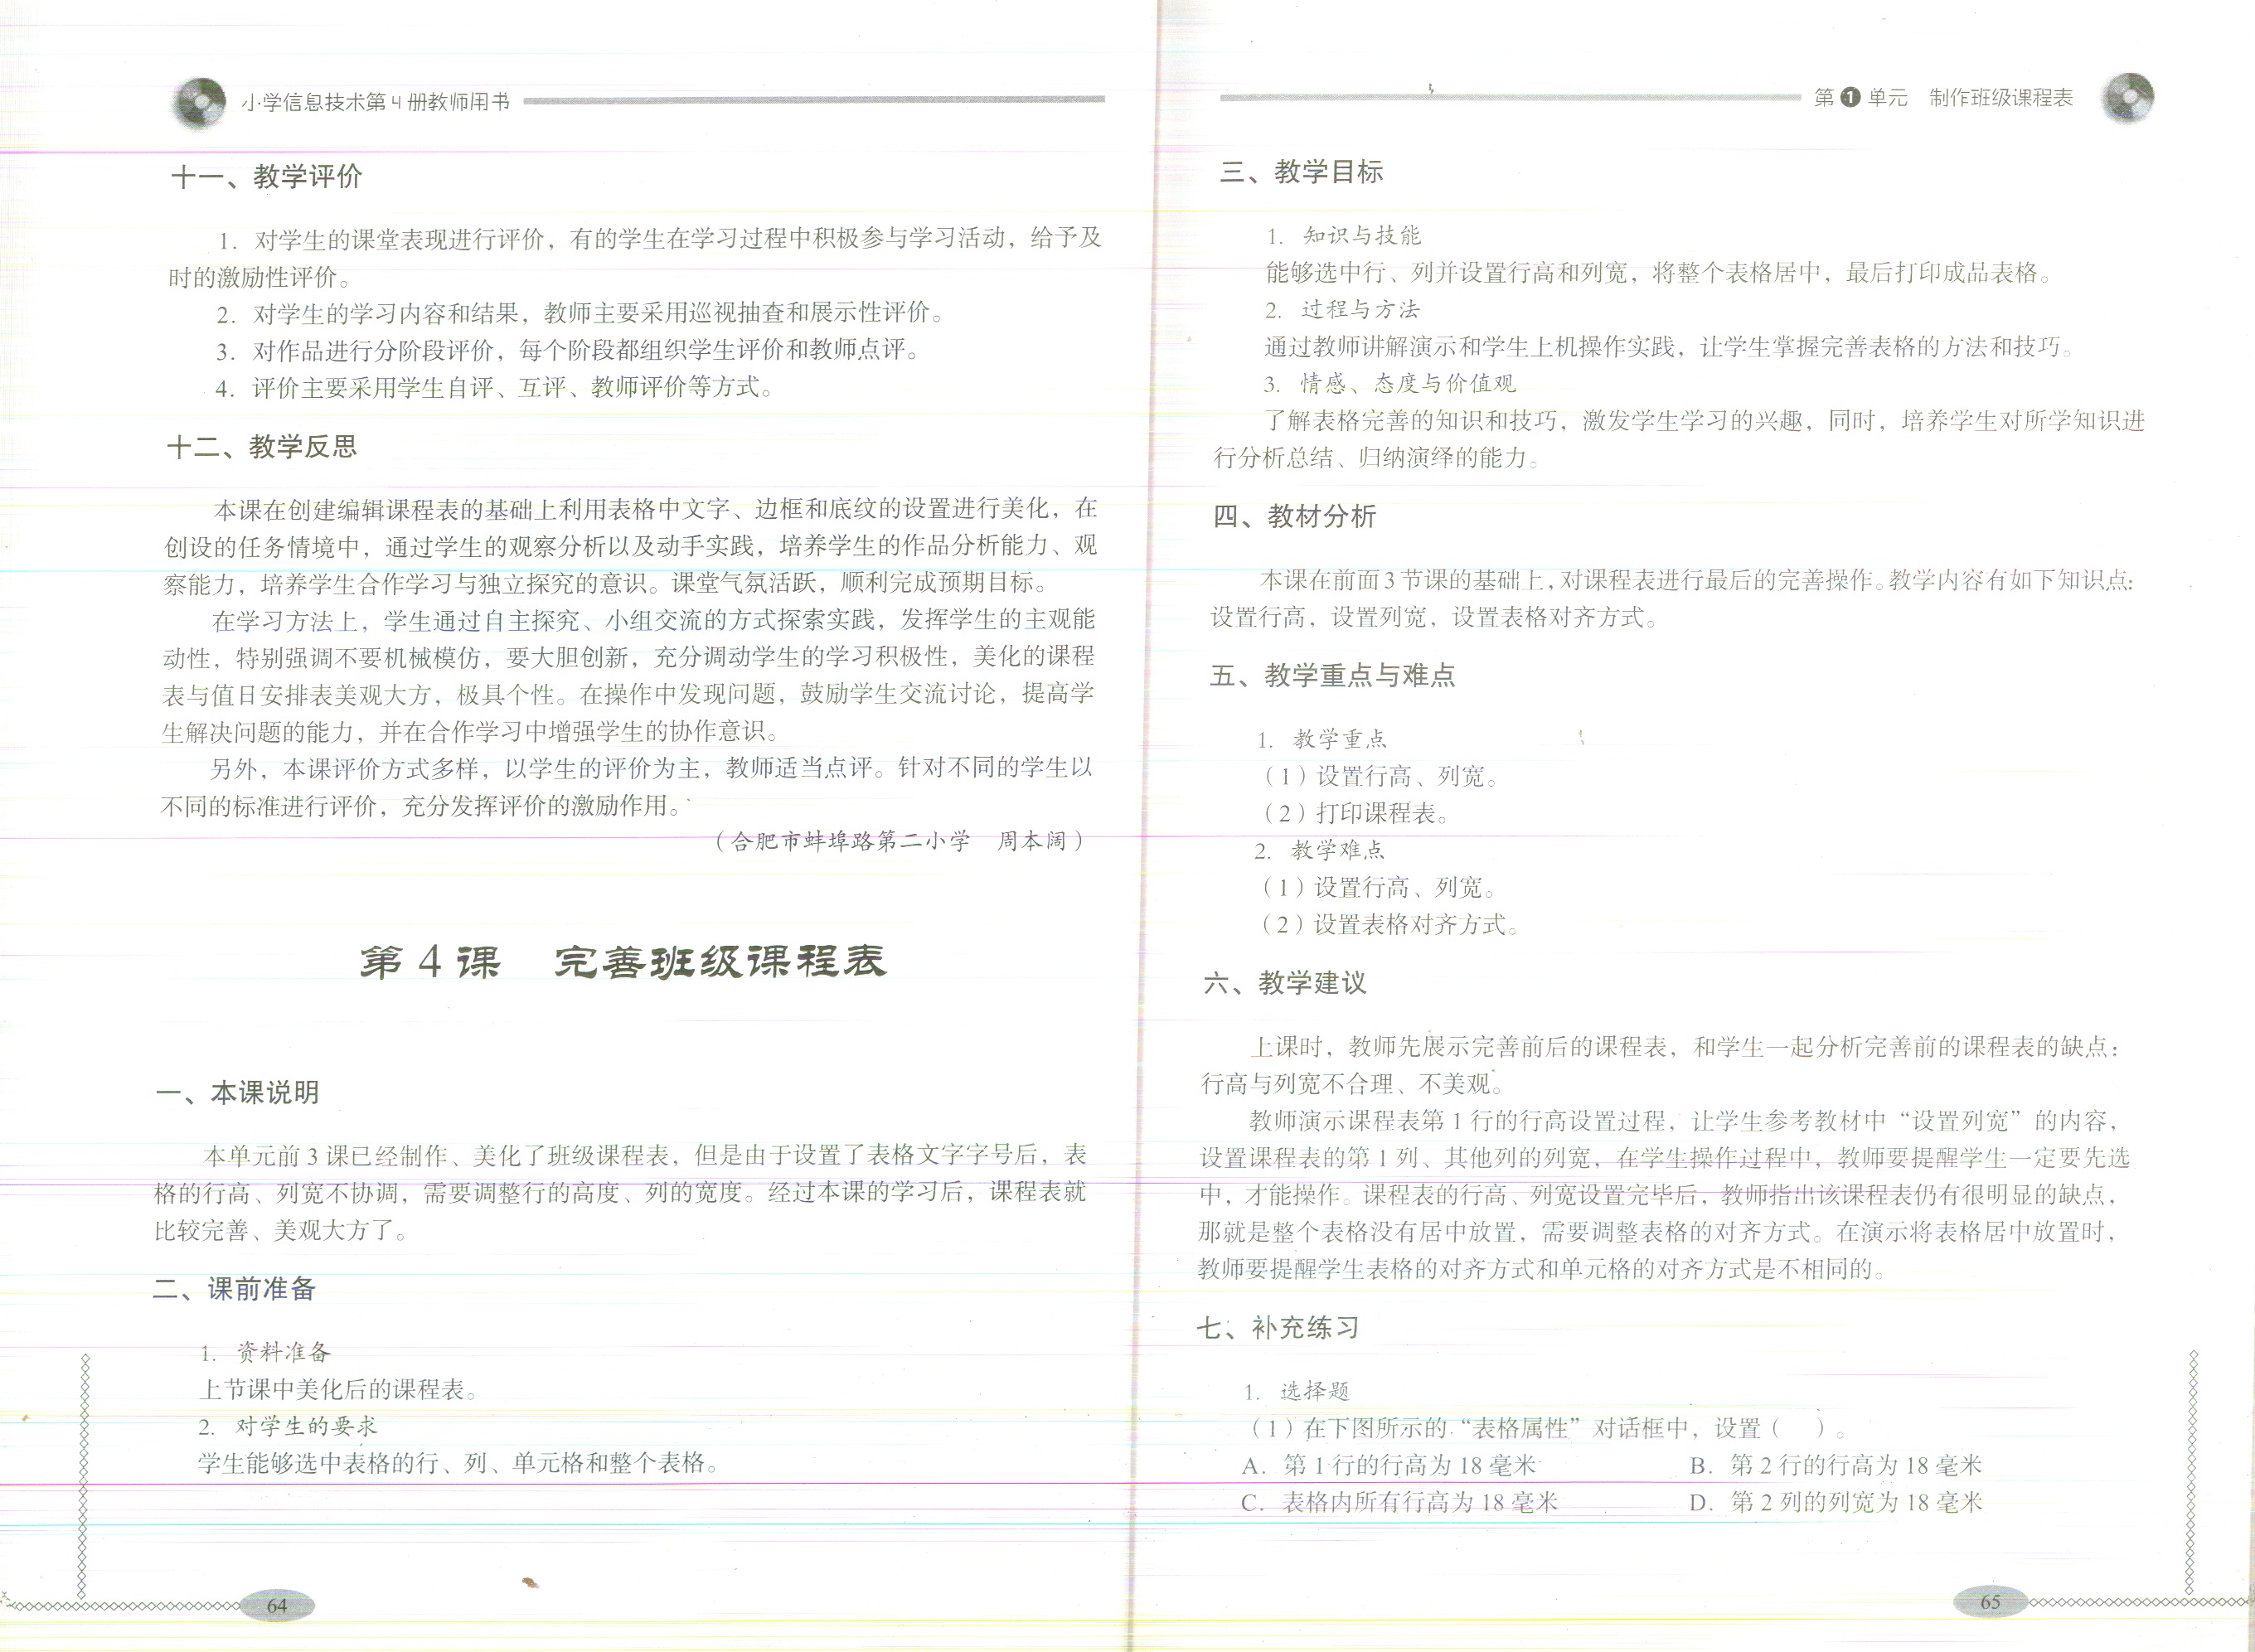 小学信息技术第4册教师用书
十一、教学评价
1. 对学生的课堂表现进行评价，有的学生在学习过程中积极参与学习活动，给予及
时的激励性评价。
2. 对学生的学习内容和结果，教师主要采用巡视抽查和展示性评价。
3. 对作品进行分阶段评价，每个阶段都组织学生评价和教师点评。
4. 评价主要采用学生自评、互评、教师评价等方式。
十二、教学反思
本课在创建编辑课程表的基础上利用表格中文字、边框和底纹的设置进行美化，在
创设的任务情境中，通过学生的观察分析以及动手实践，培养学生的作品分析能力、观
察能力，培养学生合作学习与独立探究的意识。课堂气氛活跃，顺利完成预期目标。
在学习方法上，学生通过自主探究、小组交流的方式探索实践，发挥学生的主观能
动性，特别强调不要机械模仿，要大胆创新，充分调动学生的学习积极性，美化的课程
表与值日安排表美观大方，极具个性。在操作中发现问题，鼓励学生交流讨论，提高学
生解决问题的能力，并在合作学习中增强学生的协作意识。
另外，本课评价方式多样，以学生的评价为主，教师适当点评。针对不同的学生以
不同的标准进行评价，充分发挥评价的激励作用。
（合肥市蚌埠路第二小学　周本阔）
第4课　完善班级课程表
一、本课说明
本单元前3课已经制作、美化了班级课程表，但是由于设置了表格文字字号后，表
格的行高、列宽不协调，需要调整行的高度、列的宽度。经过本课的学习后，课程表就
比较完善、美观大方了。
二、课前准备
1. 资料准备
上节课中美化后的课程表。
2. 对学生的要求
学生能够选中表格的行、列、单元格和整个表格。
64
第1单元　制作班级课程表
三、教学目标
1. 知识与技能
能够选中行、列并设置行高和列宽，将整个表格居中，最后打印成品表格。
2. 过程与方法
通过教师讲解演示和学生上机操作实践，让学生掌握完善表格的方法和技巧。
3. 情感、态度与价值观
了解表格完善的知识和技巧，激发学生学习的兴趣，同时，培养学生对所学知识进
行分析总结、归纳演绎的能力。
四、教材分析
本课在前面3节课的基础上，对课程表进行最后的完善操作。教学内容有如下知识点：
设置行高，设置列宽，设置表格对齐方式。
五、教学重点与难点
1. 教学重点
（1）设置行高、列宽。
（2）打印课程表。
2. 教学难点
（1）设置行高、列宽。
（2）设置表格对齐方式。
六、教学建议
上课时，教师先展示完善前后的课程表，和学生一起分析完善前的课程表的缺点：
行高与列宽不合理、不美观。
教师演示课程表第1行的行高设置过程，让学生参考教材中“设置列宽”的内容，
设置课程表的第1列、其他列的列宽，在学生操作过程中，教师要提醒学生一定要先选
中，才能操作。课程表的行高、列宽设置完毕后，教师指出该课程表仍有很明显的缺点，
那就是整个表格没有居中放置，需要调整表格的对齐方式。在演示将表格居中放置时，
教师要提醒学生表格的对齐方式和单元格的对齐方式是不相同的。
七、补充练习
1. 选择题
（1）在下图所示的“表格属性”对话框中，设置（　）。
A. 第1行的行高为18毫米　B. 第2行的行高为18毫米
C. 表格内所有行高为18毫米　D. 第2列的列宽为18毫米
65